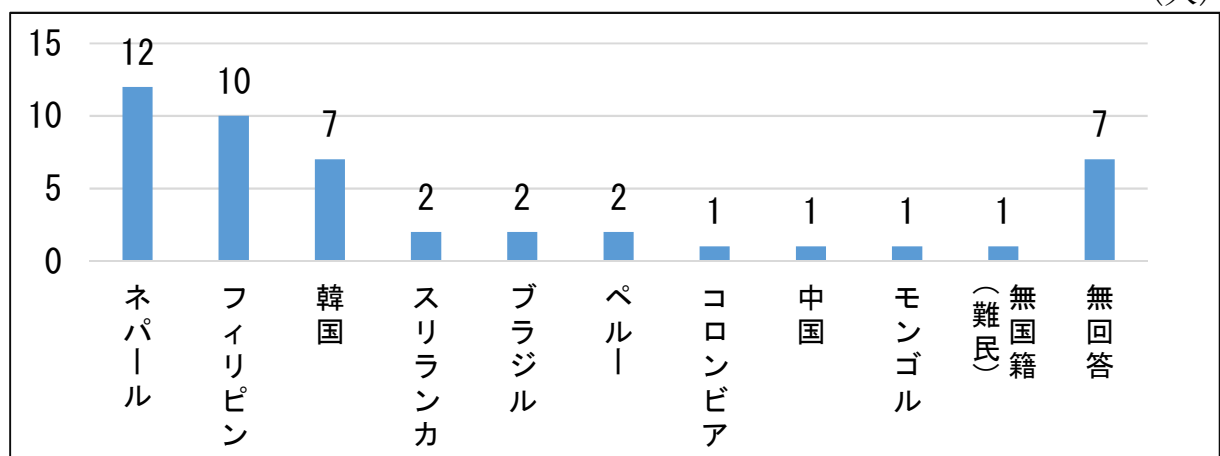 (人)
15
10
5
0
12
10
7
2
2
2
1
1
1
1
7
ネパール
フィリピン
韓国
スリランカ
ブラジル
ペルー
コロンビア
中国
モンゴル
無国籍
(難民)
無回答